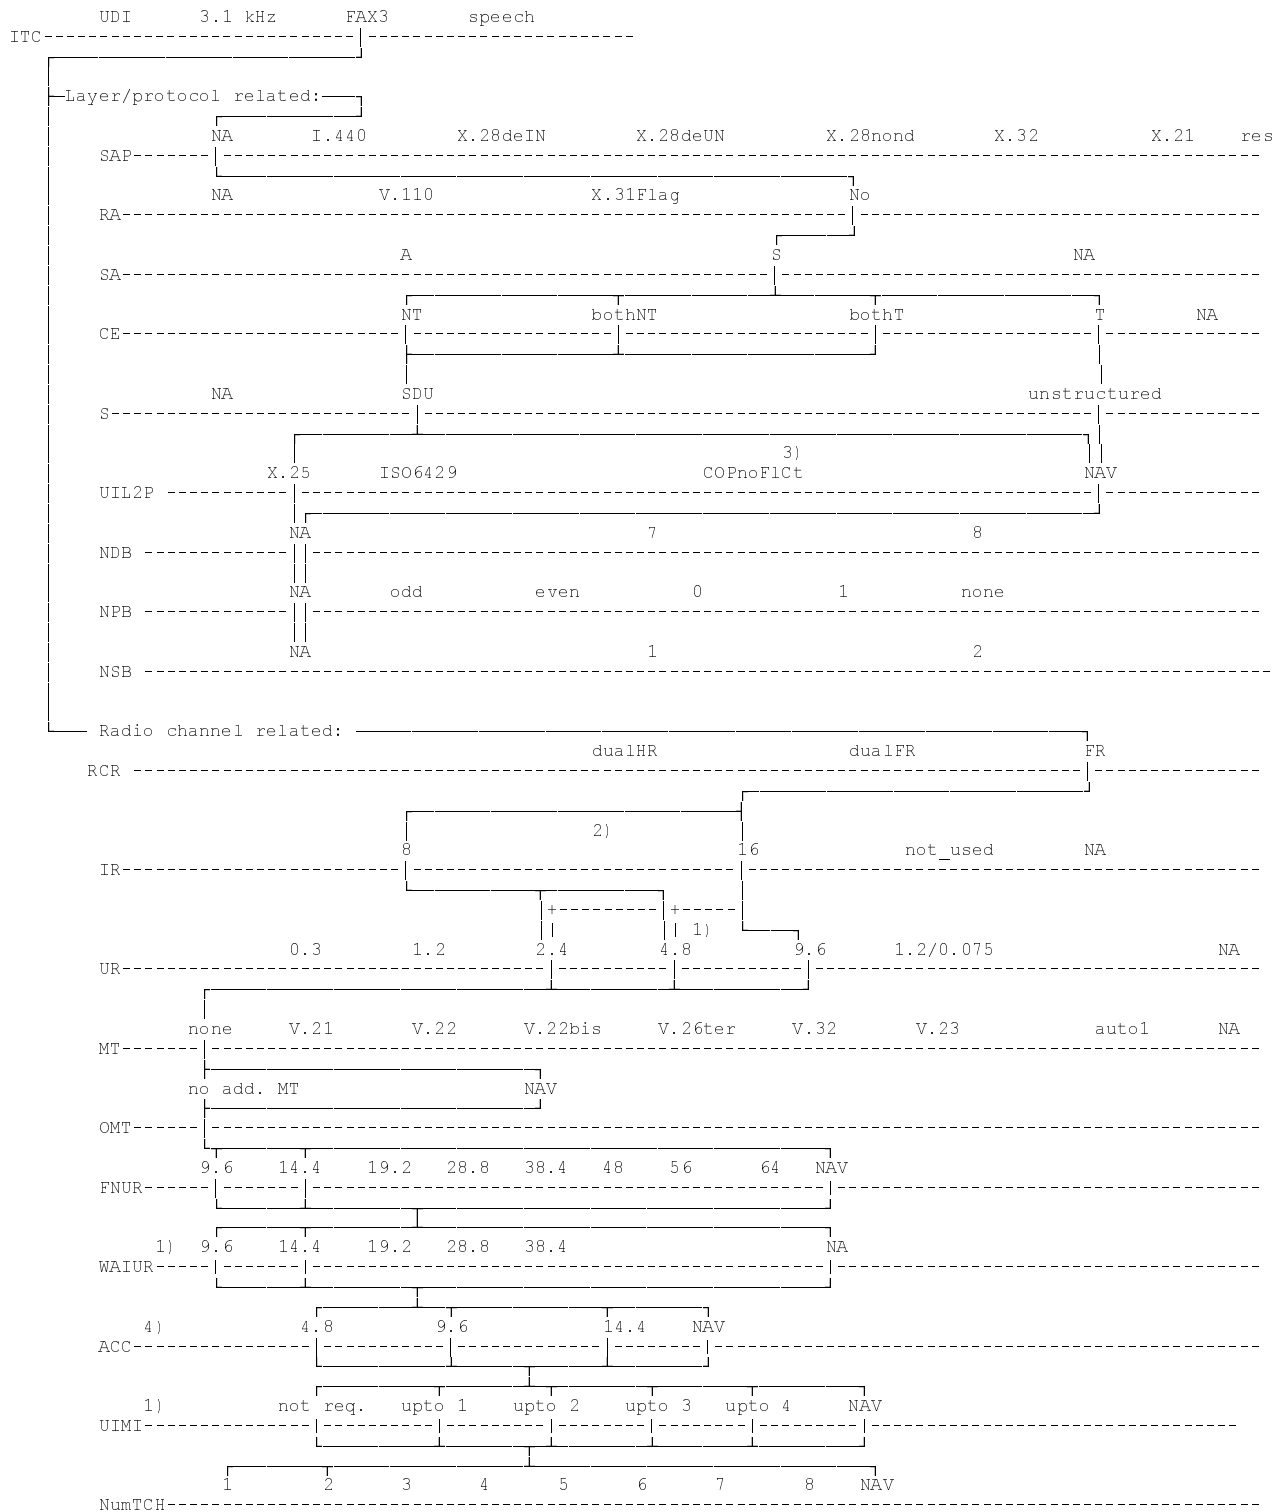 UDI 3.1 kHz FAX3 speech
ITC
Layer/protocol related:
NA I.440 X.28deIN X.28deUN X.28nond X.32 X.21 res
SAP
NA V.110 X.31Flag No
RA
A S NA
SA
NT bothNT bothT T NA
CE
NA SDU unstructured
S
3)
X.25 ISO6429 COPnoFlCt NAV
UIL2P
NA 7 8
NDB
NA odd even 0 1 none
NPB
NA 1 2
NSB
Radio channel related:
dualHR dualFR FR
RCR
2)
8 16 not_used NA
IR
1)
0.3 1.2 2.4 4.8 9.6 1.2/0.075 NA
UR
none V.21 V.22 V.22bis V.26ter V.32 V.23 auto1 NA
MT
no add. MT NAV
OMT
9.6 14.4 19.2 28.8 38.4 48 56 64 NAV
FNUR
1) 9.6 14.4 19.2 28.8 38.4 NA
WAIUR
4) 4.8 9.6 14.4 NAV
ACC
1) not req. upto 1 upto 2 upto 3 upto 4 NAV
UIMI
1 2 3 4 5 6 7 8 NAV
NumTCH